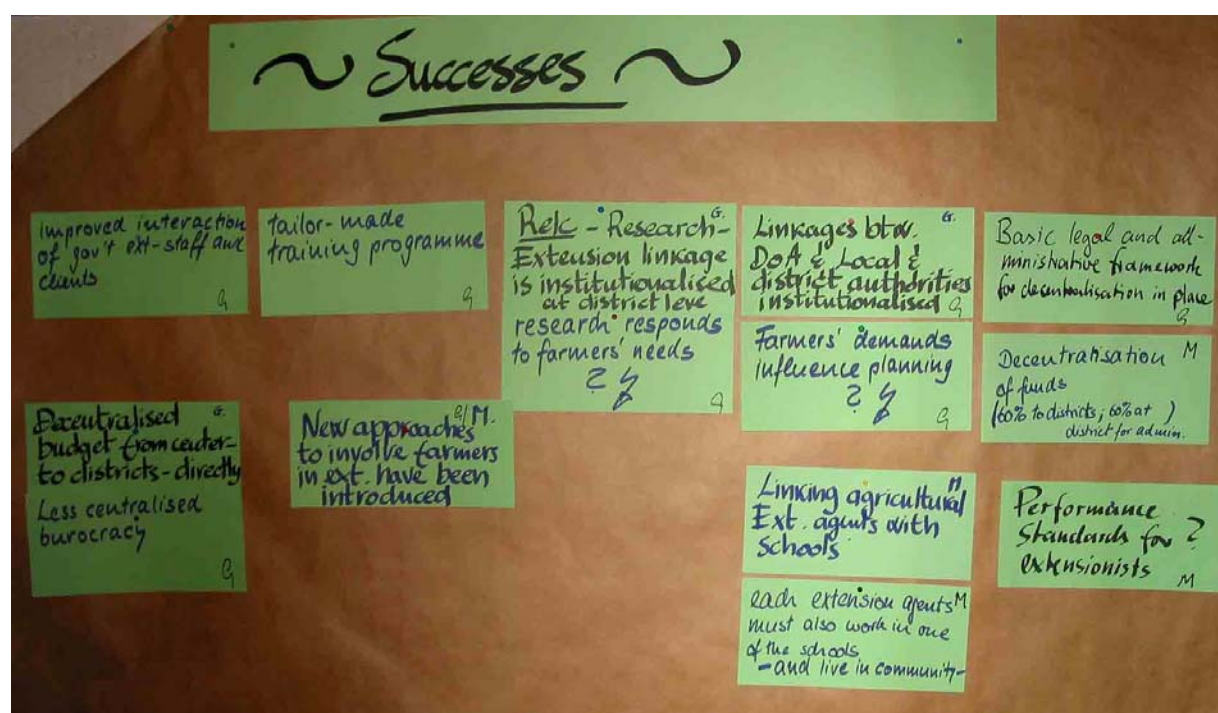 ~ Successes ~
improved interaction
of gov't ext-staff and
clients
G
tailor-made
training programme
G
Relc - Research-
G.
Extension linkage
is institutionalised
at district leve
research responds
to farmers' needs
? 
G
Linkages btw.
G.
DoA & Local &
district authorities
institutionalised G
Farmers' demands
influence planning
?
G
Basic legal and ad-
ministrative framework
for decentralisation in place
G
Decentralisation M
of funds
(60% to districts; 60% at )
district for admin.
Decentralised
G.
budget from center-
to districts - directly
Less centralised
burocracy
G
G/M.
New approaches
to involve farmers
in ext. have been
introduced
Linking agricultural
M
Ext. agents with
schools
each extension agents M
must also work in one
of the schools
- and live in community -
Performance
Standards for ?
extensionists
M